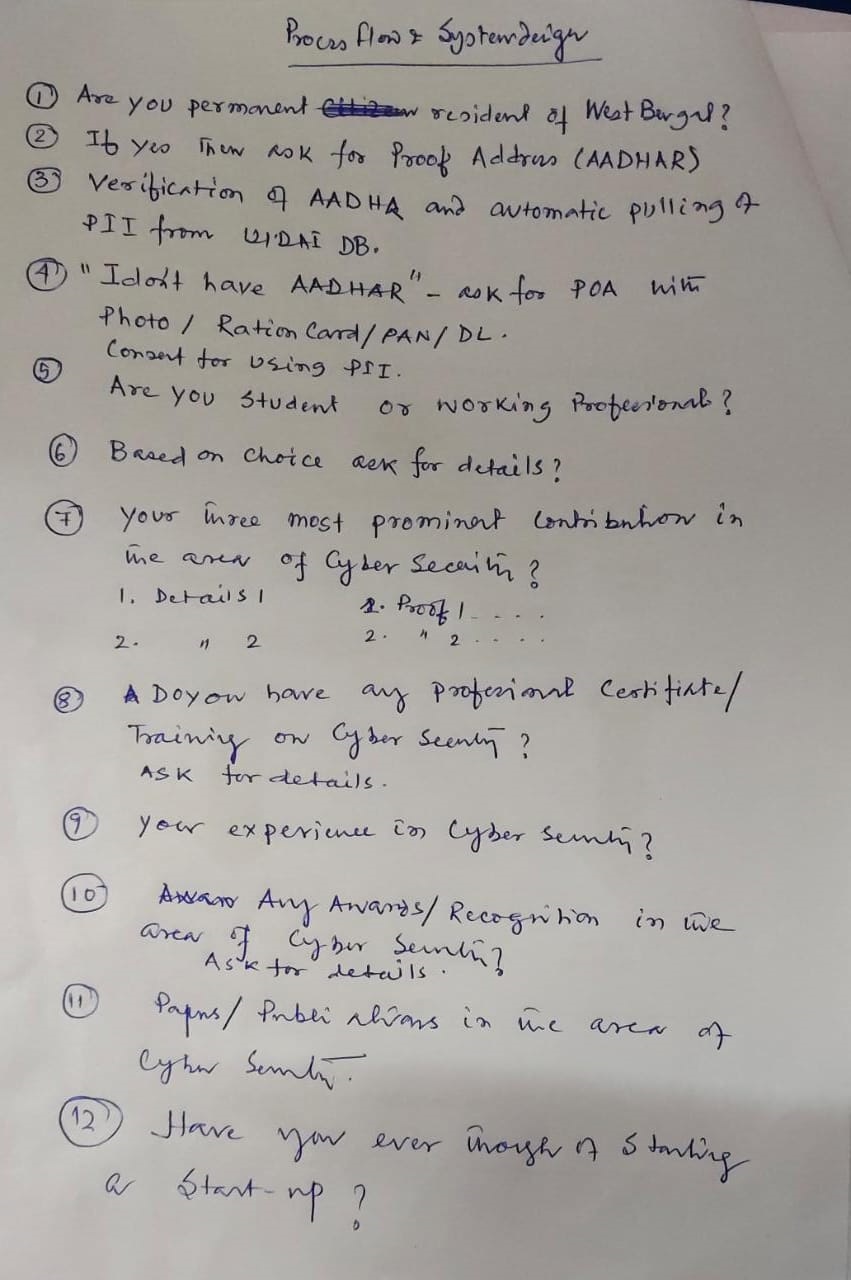 Process flow & System design
① Are you permanent resident of West Bengal?
② If yes Then ask for Proof Address (AADHAR)
③ Verification of AADHA and automatic pulling of
PII from UIDAI DB.
④ "I don't have AADHAR" - ask for POA with
Photo / Ration Card / PAN / DL.
Consent for using PII.
⑤ Are you Student or working Professional?
⑥ Based on choice ask for details?
⑦ Your three most prominent contribution in
the area of Cyber Security?
1. Details 1 1. Proof 1 . . . .
2. " 2 2. " 2 . . . .
⑧ Do you have any professional Certificate/
Training on Cyber Security?
ASK for details.
⑨ Your experience in Cyber Security?
⑩ Any Awards/Recognition in the
area of Cyber Security?
Ask for details.
⑪ Papers/Publications in the area of
Cyber Security.
⑫ Have you ever though of Starting
a Start-up?